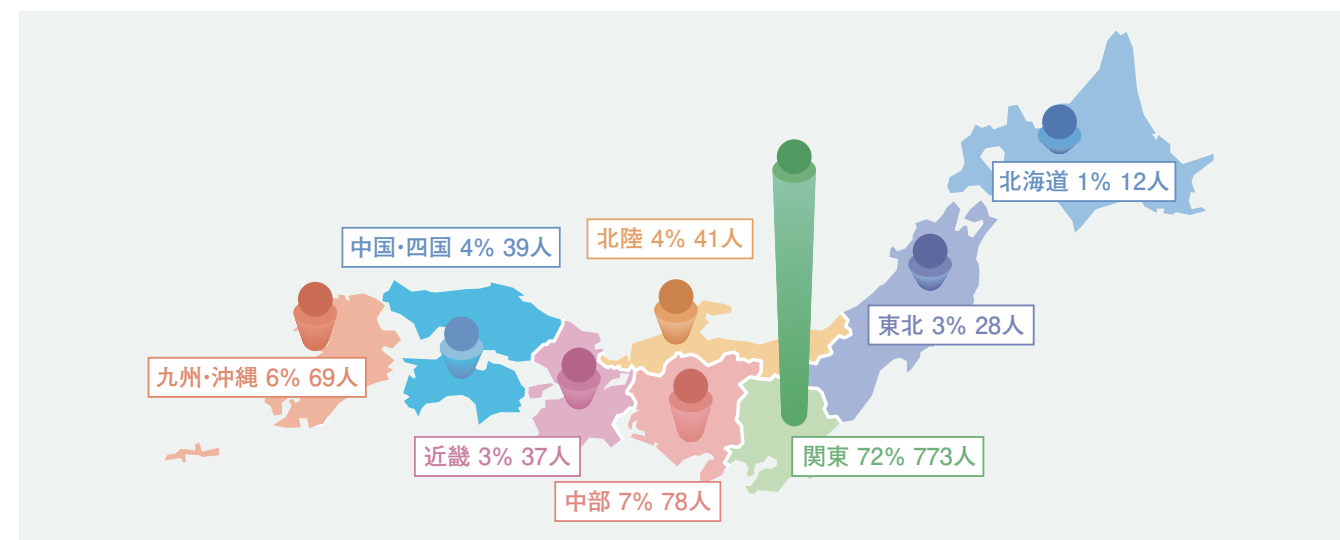 北海道 1% 12人
中国・四国 4% 39人
北陸 4% 41人
東北 3% 28人
九州・沖縄 6% 69人
近畿 3% 37人
関東 72% 773人
中部 7% 78人